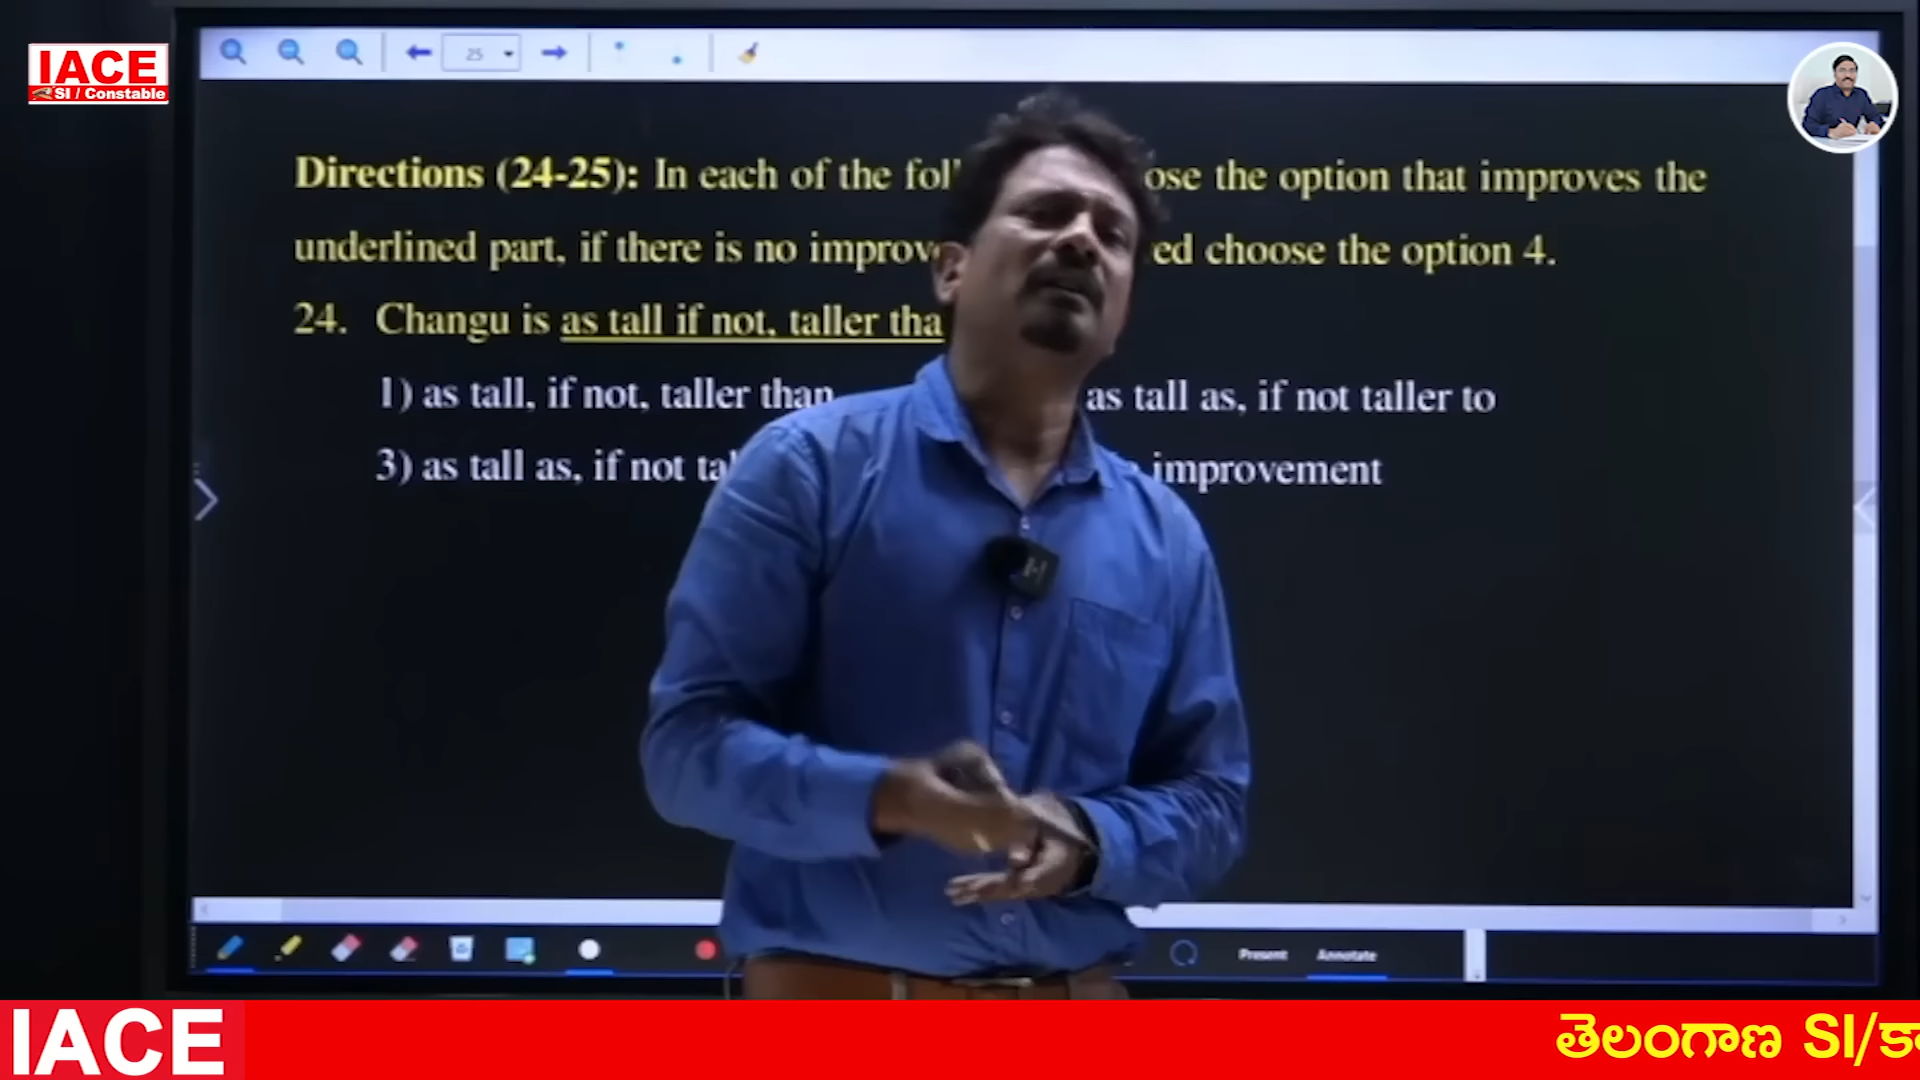 IACE
SI / Constable
25
Directions (24-25): In each of the ose the option that improves the
underlined part, if there is no ed choose the option 4.
24. Changu is as tall if not, taller tha
1) as tall, if not, taller than as tall as, if not taller to
3) as tall as, if not improvement
Present Annotate
IACE
తెలంగాణ SI/